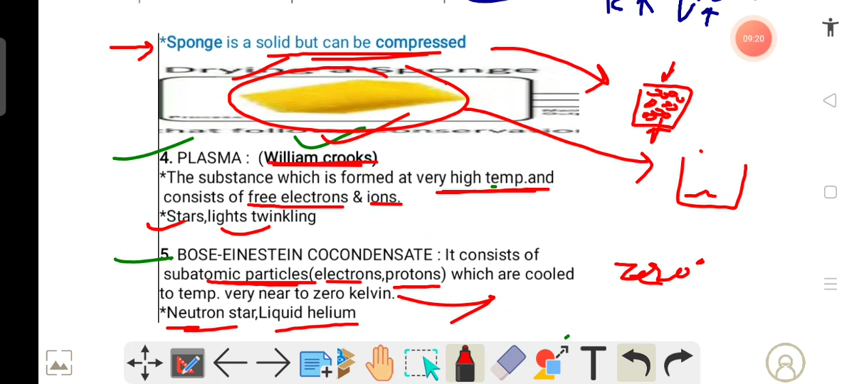 09:20
*Sponge is a solid but can be compressed
Drying a Sponge
4. PLASMA : (William crooks)
*The substance which is formed at very high temp.and
consists of free electrons & ions.
*Stars,lights twinkling
5. BOSE-EINESTEIN COCONDENSATE : It consists of
subatomic particles(electrons,protons) which are cooled
to temp. very near to zero kelvin.
zero
*Neutron star,Liquid helium
T